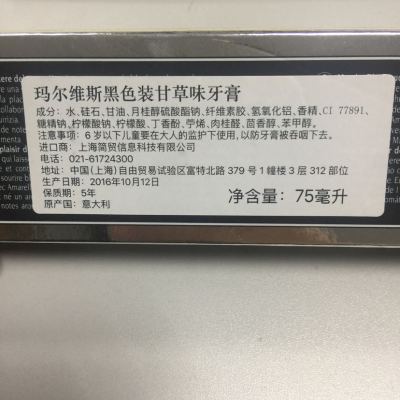 玛尔维斯黑色装甘草味牙膏
成分：水、硅石、甘油、月桂醇硫酸酯钠、纤维素胶、氢氧化铝、香精、CI 77891、
糖精钠、柠檬酸钠、柠檬酸、丁香酚、苧烯、肉桂醛、茴香醇、苯甲醇。
注意事项：6 岁以下儿童要在大人的监护下使用，以防牙膏被吞咽下去。
进口商：上海简贸信息科技有限公司
电话：021-61724300
地址：中国 (上海) 自由贸易试验区富特北路 379 号 1 幢楼 3 层 312 部位
生产日期：2016年10月12日
保质期：5年
净含量：75毫升
原产国：意大利